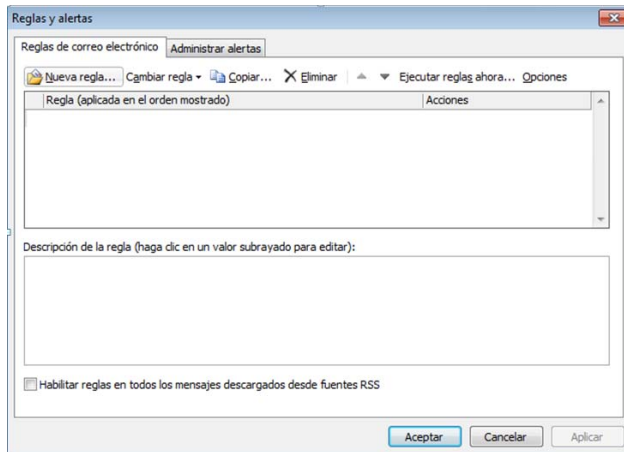 Reglas y alertas
Reglas de correo electrónico Administrar alertas
Nueva regla... Cambiar regla Copiar... Eliminar Ejecutar reglas ahora... Opciones
Regla (aplicada en el orden mostrado) Acciones
Descripción de la regla (haga clic en un valor subrayado para editar):
Habilitar reglas en todos los mensajes descargados desde fuentes RSS
Aceptar Cancelar Aplicar